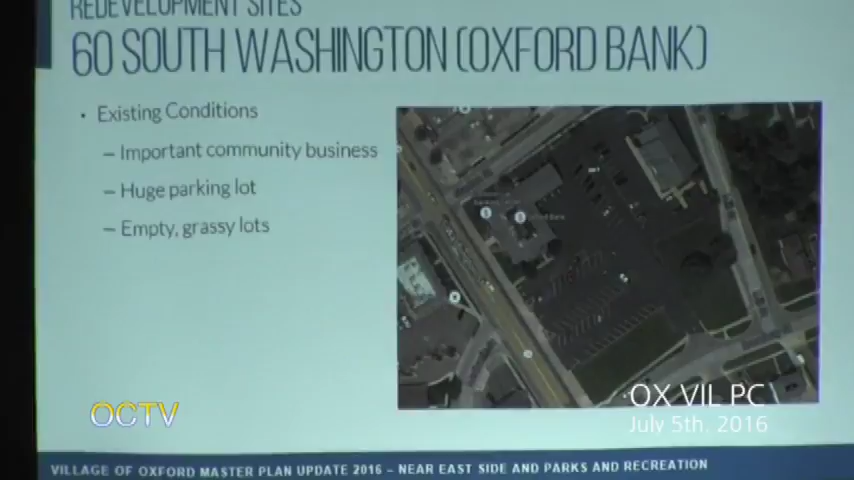 REDEVELOPMENT SITES
60 SOUTH WASHINGTON (OXFORD BANK)
• Existing Conditions
– Important community business
– Huge parking lot
– Empty, grassy lots
OCTV
OX VIL PC
July 5th. 2016
VILLAGE OF OXFORD MASTER PLAN UPDATE 2016 – NEAR EAST SIDE AND PARKS AND RECREATION